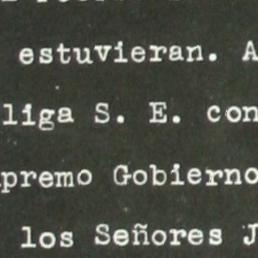 estuvieran. A
liga S. E. con
premo Gobierno
los Señores J